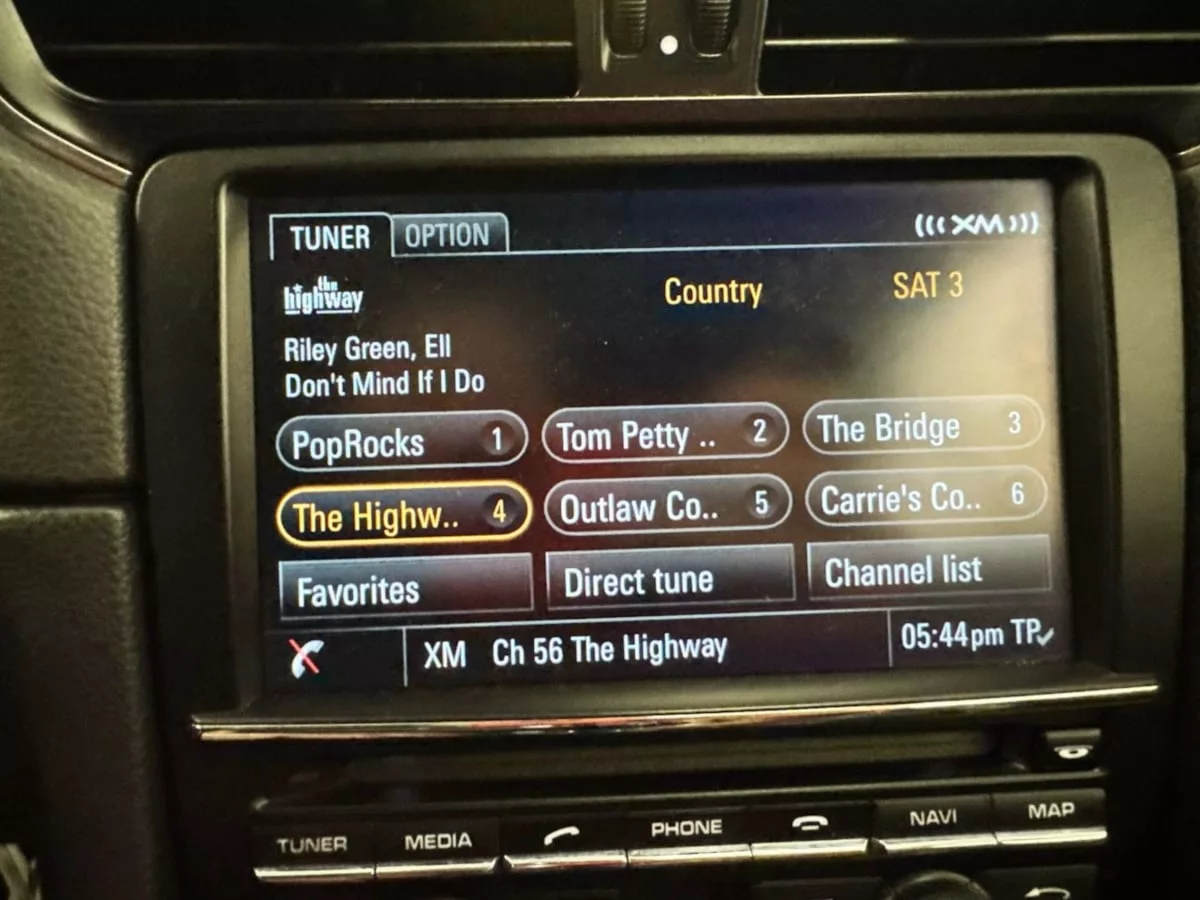 TUNER OPTION (((XM)))
the highway Country SAT 3
Riley Green, Ell
Don't Mind If I Do
PopRocks 1 Tom Petty .. 2 The Bridge 3
The Highw.. 4 Outlaw Co.. 5 Carrie's Co.. 6
Favorites Direct tune Channel list
XM Ch 56 The Highway 05:44pm TP
TUNER MEDIA PHONE NAVI MAP